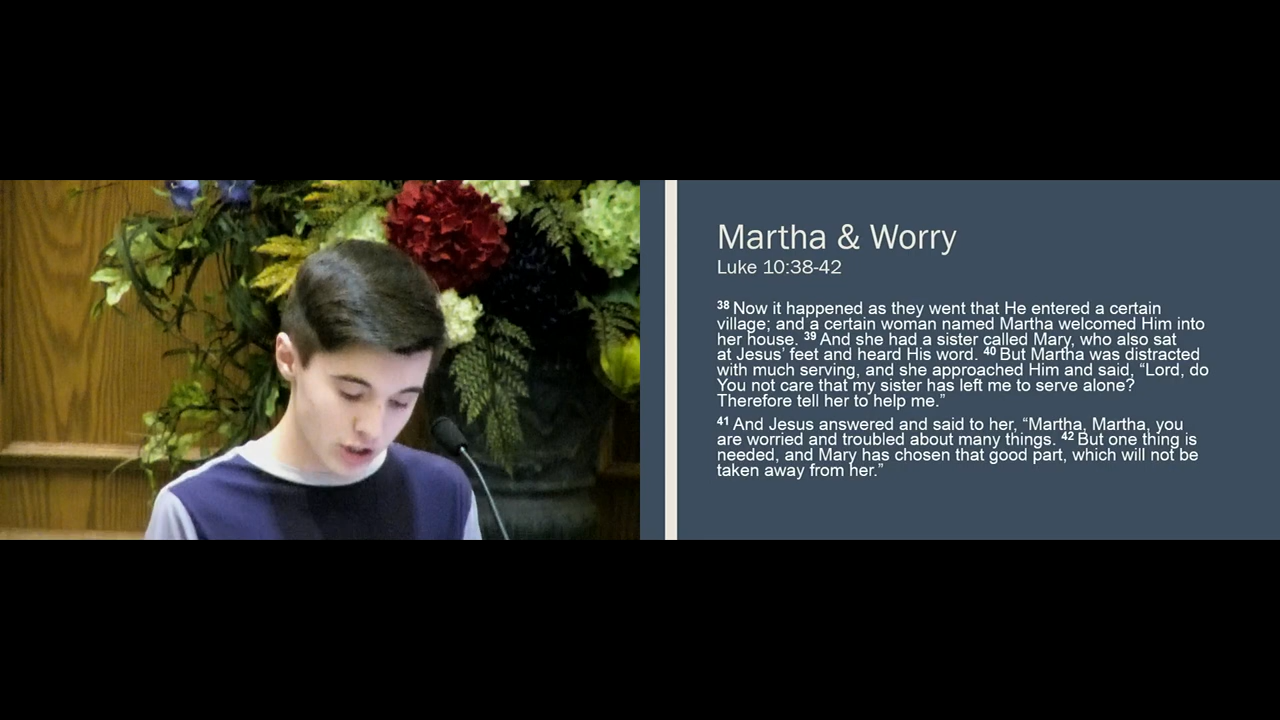 Martha & Worry
Luke 10:38-42
38 Now it happened as they went that He entered a certain
village; and a certain woman named Martha welcomed Him into
her house. 39 And she had a sister called Mary, who also sat
at Jesus’ feet and heard His word. 40 But Martha was distracted
with much serving, and she approached Him and said, “Lord, do
You not care that my sister has left me to serve alone?
Therefore tell her to help me.”
41 And Jesus answered and said to her, “Martha, Martha, you
are worried and troubled about many things. 42 But one thing is
needed, and Mary has chosen that good part, which will not be
taken away from her.”